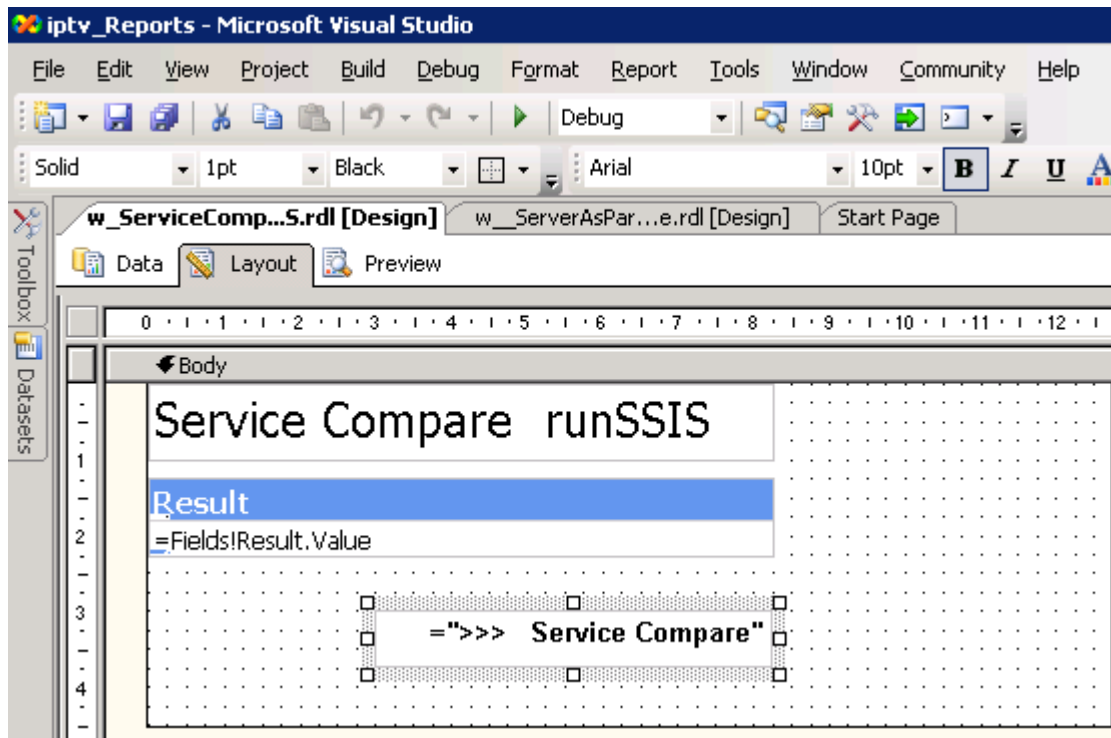 iptv_Reports - Microsoft Visual Studio
File Edit View Project Build Debug Format Report Tools Window Community Help
Debug
Solid 1pt Black Arial 10pt B I U A
w_ServiceComp...S.rdl [Design] w__ServerAsPar...e.rdl [Design] Start Page
Toolbox
Datasets
Data Layout Preview
0 1 2 3 4 5 6 7 8 9 10 11 12
Body
Service Compare runSSIS
1
Result
2
=Fields!Result.Value
3
=">>> Service Compare"
4